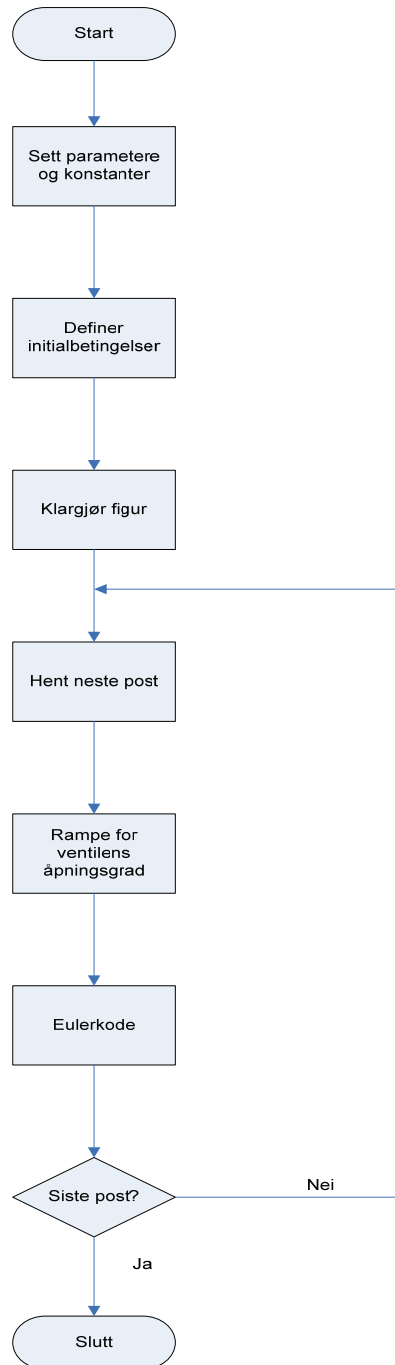 Start
Sett parametere
og konstanter
Definer
initialbetingelser
Klargjør figur
Hent neste post
Rampe for
ventilens
åpningsgrad
Eulerkode
Siste post?
Nei
Ja
Slutt